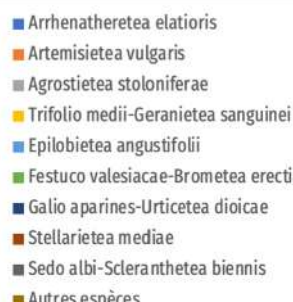 Arrhenatheretea elatioris
Artemisietea vulgaris
Agrostietea stoloniferae
Trifolio medii-Geranietea sanguinei
Epilobietea angustifolii
Festuco valesiacae-Brometea erecti
Galio aparines-Urticetea dioicae
Stellarietea mediae
Sedo albi-Scleranthetea biennis
Autres espèces